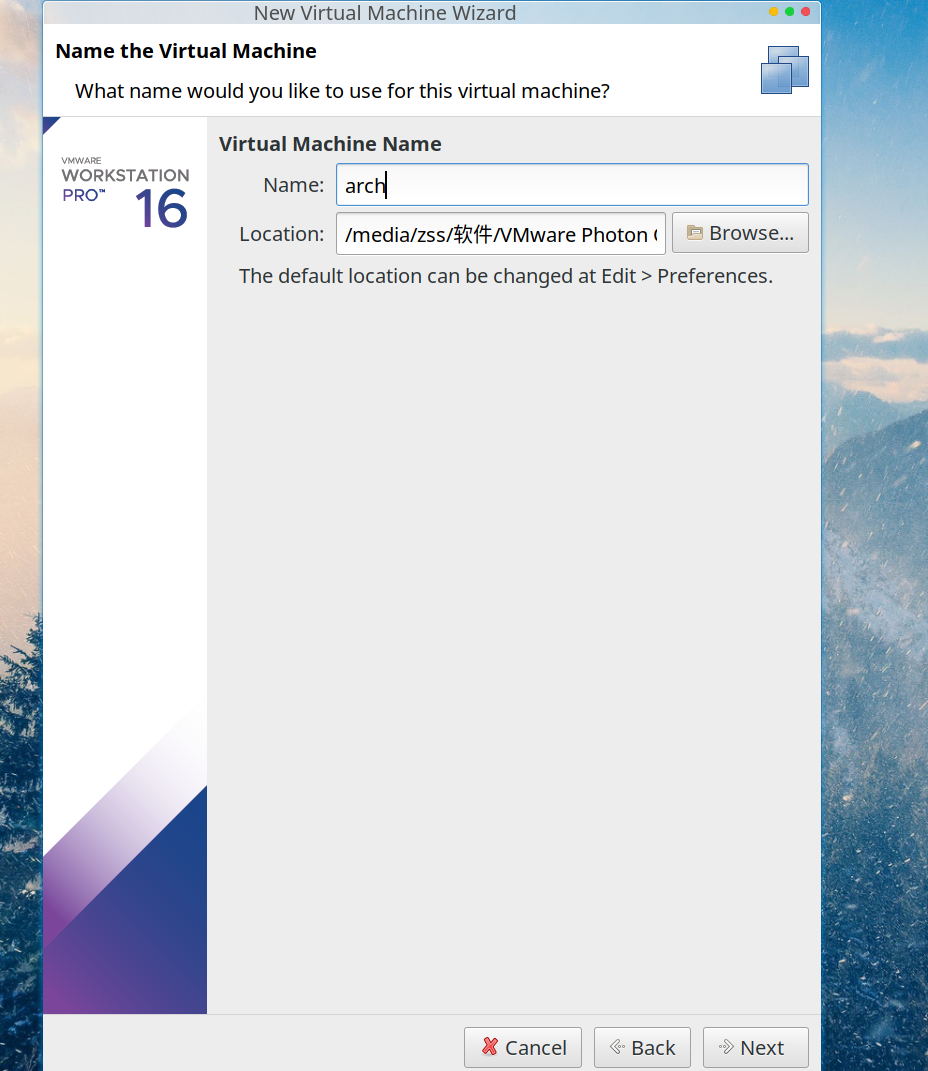 New Virtual Machine Wizard
Name the Virtual Machine
What name would you like to use for this virtual machine?
VMWARE
WORKSTATION
PRO™ 16
Virtual Machine Name
Name: arch
Location: /media/zss/软件/VMware Photon Browse...
The default location can be changed at Edit > Preferences.
Cancel Back Next